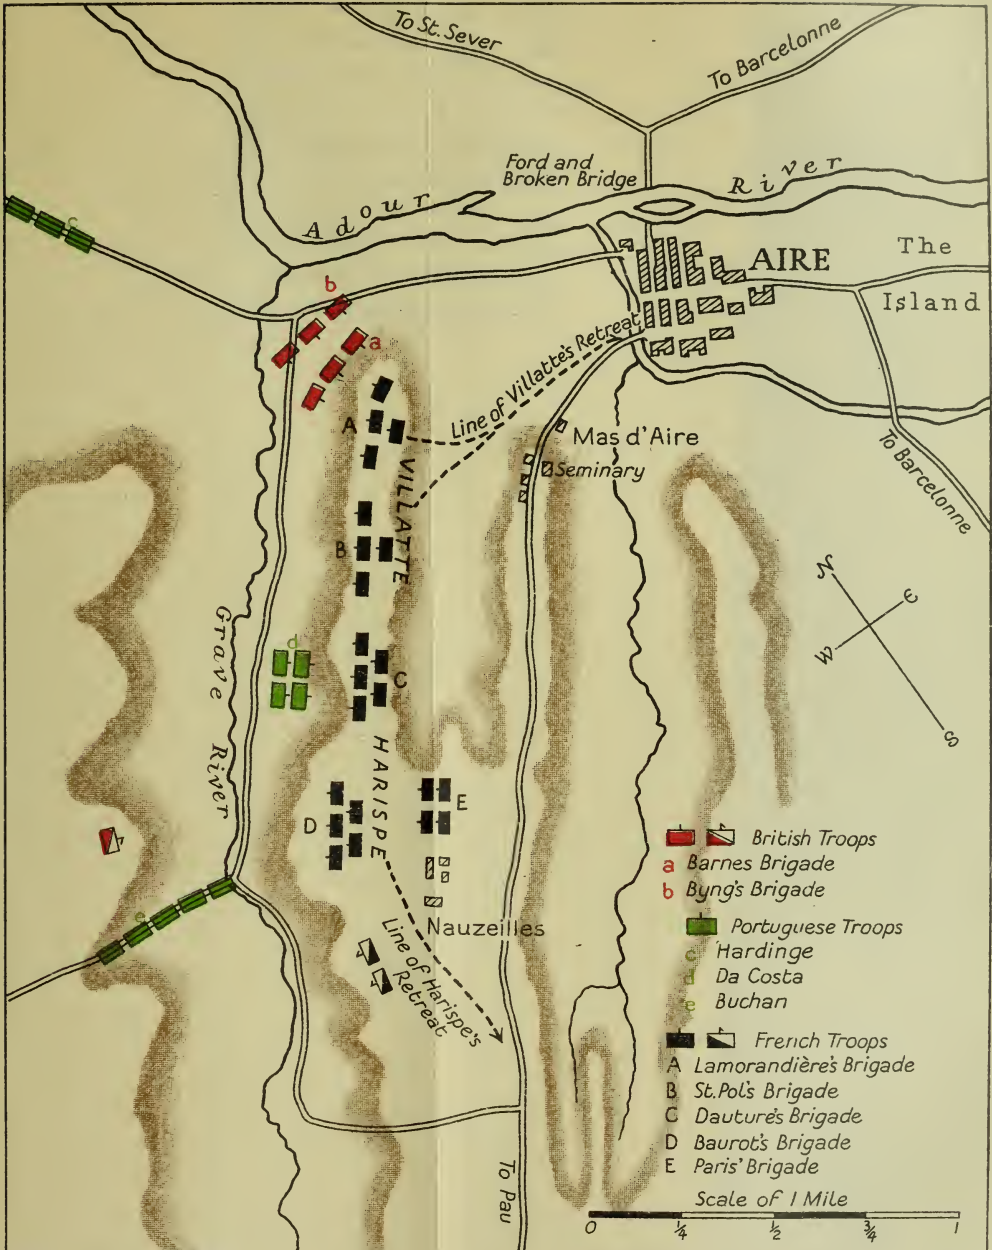 To St. Sever
To Barcelonne
Ford and
Broken Bridge
Adour River
c
AIRE
The
Island
b
a
Line of Villatte's Retreat
A
Mas d'Aire
Seminary
To Barcelonne
VILLATTE
B
N
E
W
S
Grave River
d
C
HARISPE
D
E
e
Nauzeilles
Line of Harispe's
Retreat
To Pau
British Troops
a Barnes Brigade
b Byng's Brigade
Portuguese Troops
c Hardinge
d Da Costa
e Buchan
French Troops
A Lamorandière's Brigade
B St. Pol's Brigade
C Dauture's Brigade
D Baurot's Brigade
E Paris' Brigade
Scale of 1 Mile
0 ¼ ½ ¾ 1